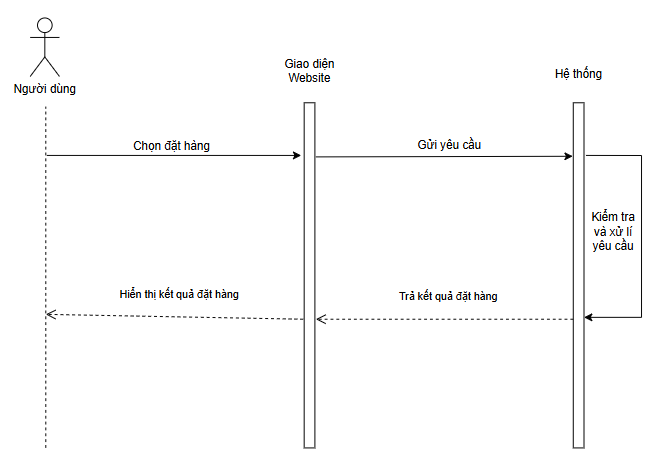 Người dùng
Giao diện
Website
Hệ thống
Chọn đặt hàng
Gửi yêu cầu
Kiểm tra
và xử lí
yêu cầu
Hiển thị kết quả đặt hàng
Trả kết quả đặt hàng